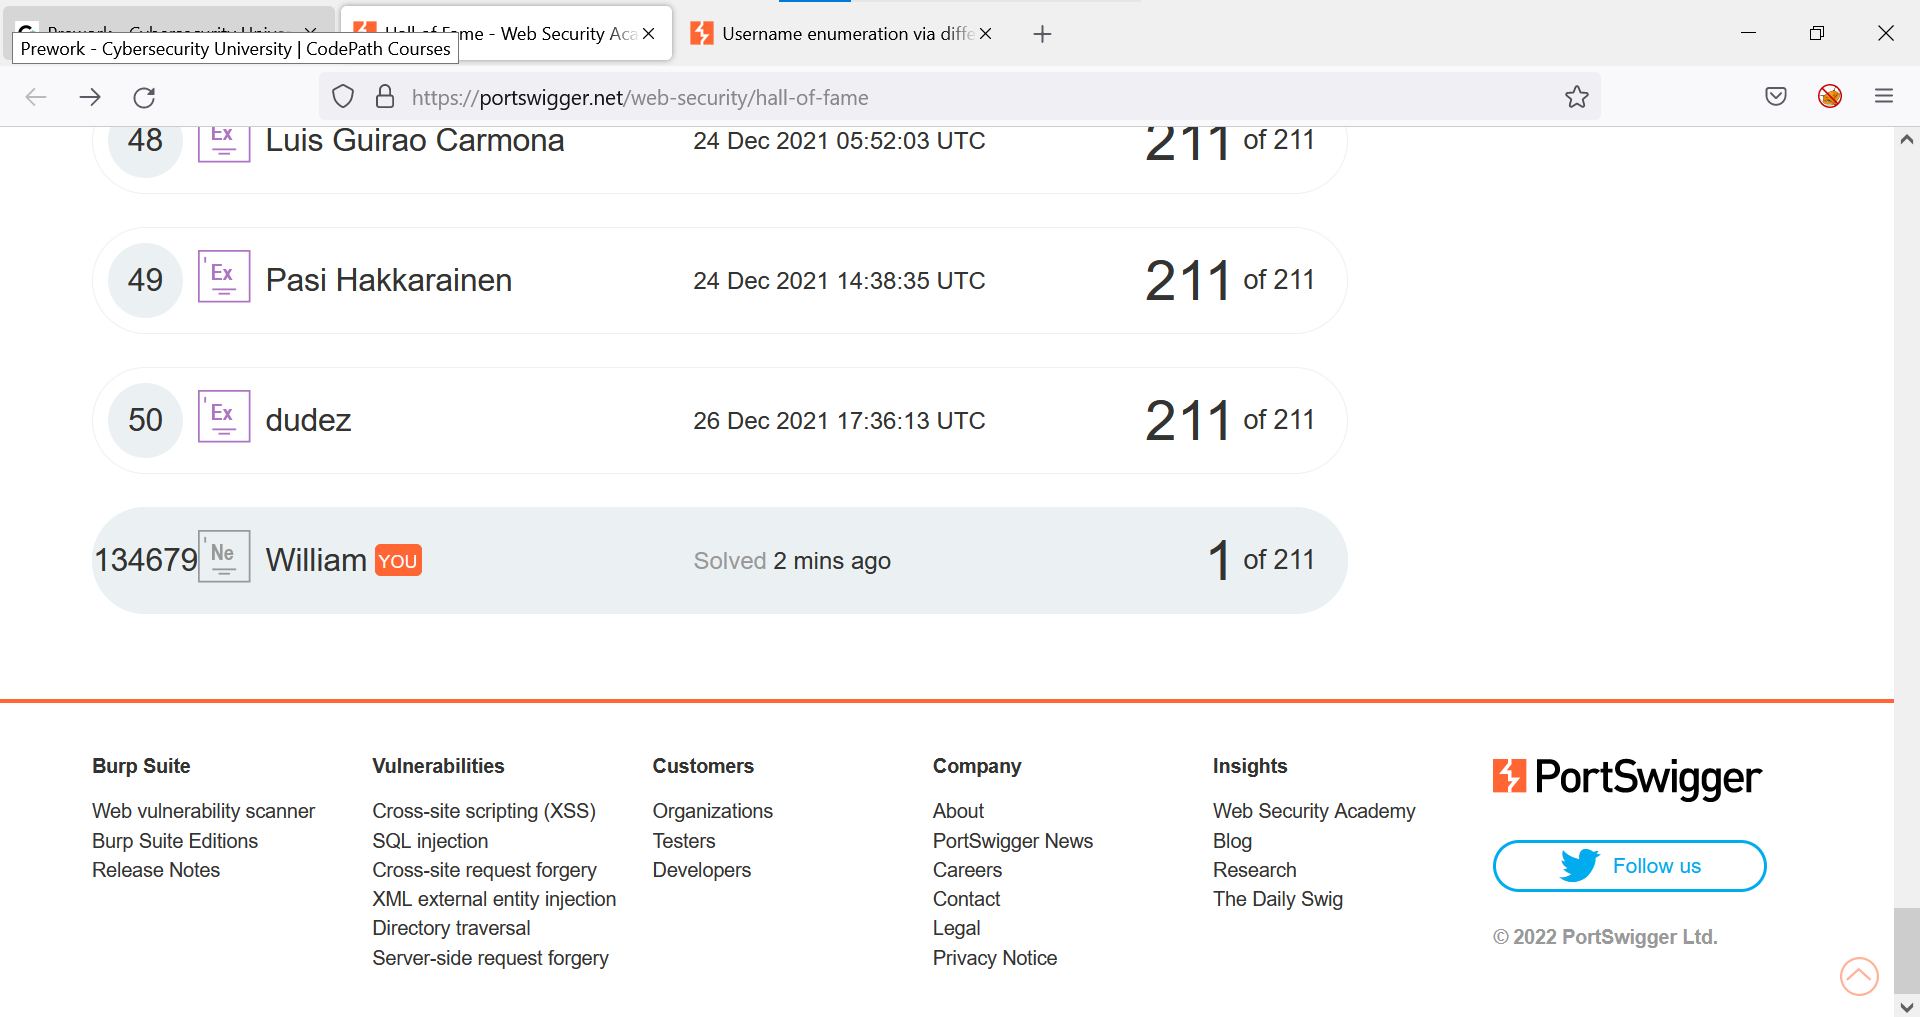 Prework - Cybersecurity University | CodePath Courses
Hall of Fame - Web Security Aca
Username enumeration via diffe
https://portswigger.net/web-security/hall-of-fame
48 Ex Luis Guirao Carmona 24 Dec 2021 05:52:03 UTC 211 of 211
49 Ex Pasi Hakkarainen 24 Dec 2021 14:38:35 UTC 211 of 211
50 Ex dudez 26 Dec 2021 17:36:13 UTC 211 of 211
134679 Ne William YOU Solved 2 mins ago 1 of 211
Burp Suite
Web vulnerability scanner
Burp Suite Editions
Release Notes
Vulnerabilities
Cross-site scripting (XSS)
SQL injection
Cross-site request forgery
XML external entity injection
Directory traversal
Server-side request forgery
Customers
Organizations
Testers
Developers
Company
About
PortSwigger News
Careers
Contact
Legal
Privacy Notice
Insights
Web Security Academy
Blog
Research
The Daily Swig
PortSwigger
Follow us
© 2022 PortSwigger Ltd.